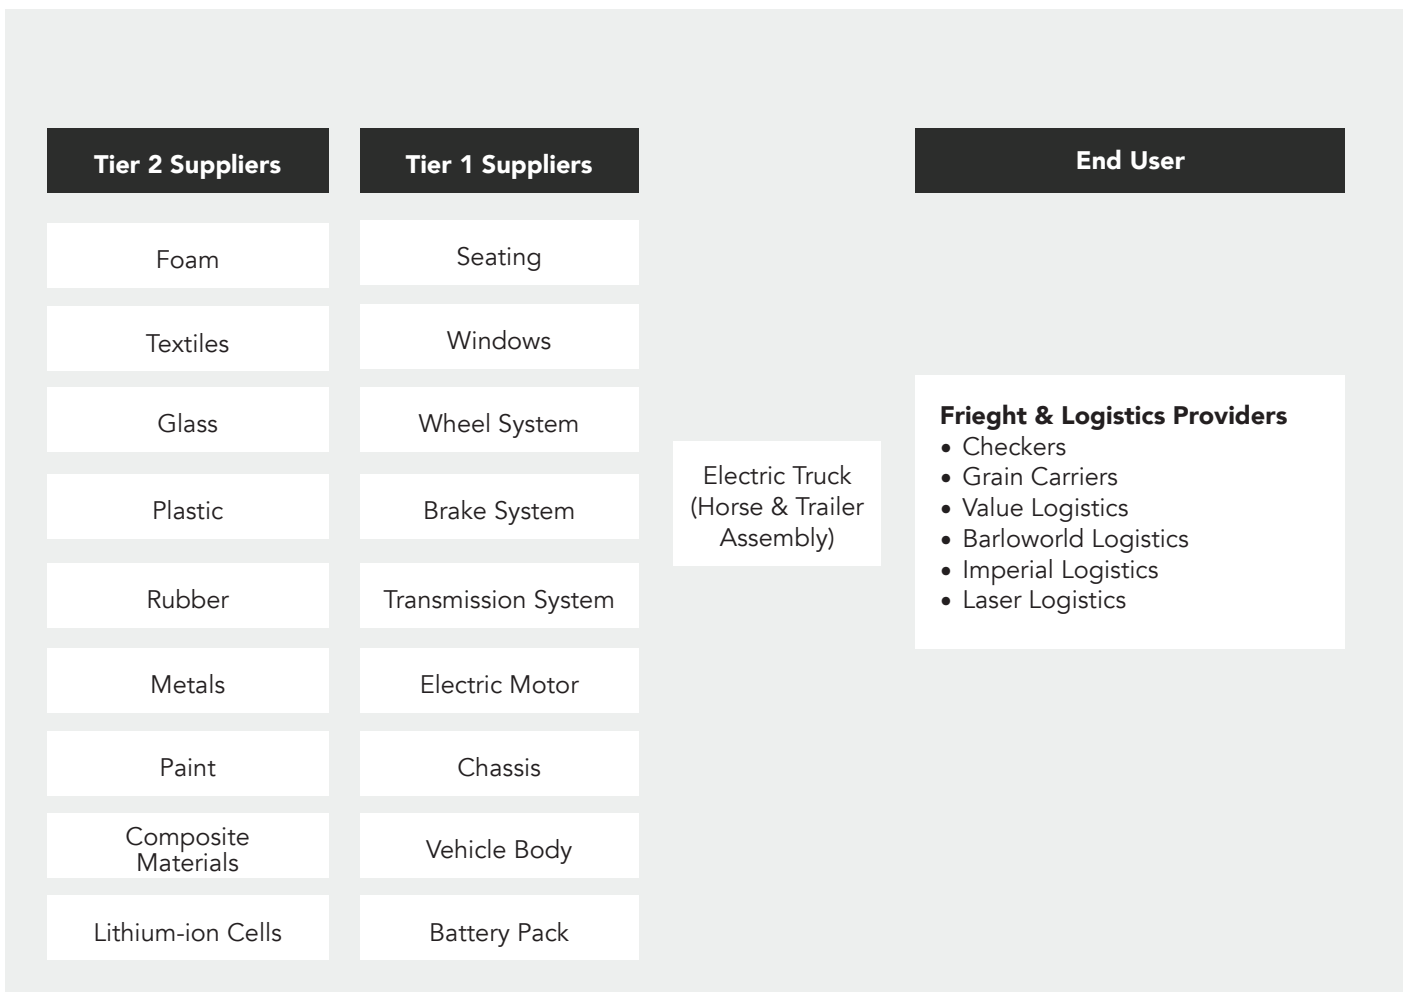 Tier 2 Suppliers
Foam
Textiles
Glass
Plastic
Rubber
Metals
Paint
Composite
Materials
Lithium-ion Cells
Tier 1 Suppliers
Seating
Windows
Wheel System
Brake System
Transmission System
Electric Motor
Chassis
Vehicle Body
Battery Pack
Electric Truck
(Horse & Trailer
Assembly)
End User
Frieght & Logistics Providers
• Checkers
• Grain Carriers
• Value Logistics
• Barloworld Logistics
• Imperial Logistics
• Laser Logistics